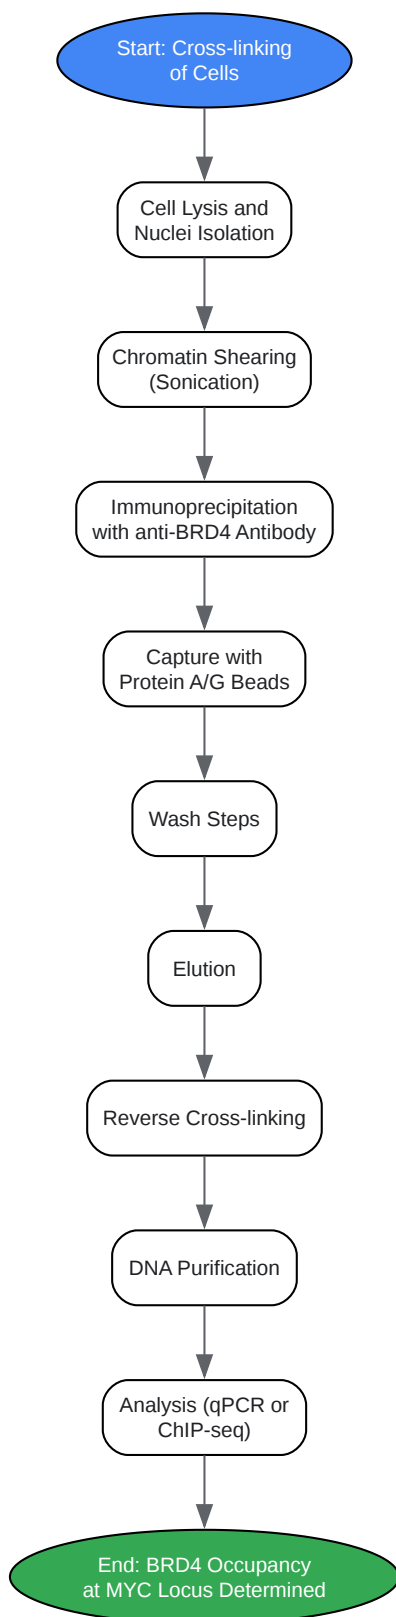 Start: Cross-linking
of Cells
Cell Lysis and
Nuclei Isolation
Chromatin Shearing
(Sonication)
Immunoprecipitation
with anti-BRD4 Antibody
Capture with
Protein A/G Beads
Wash Steps
Elution
Reverse Cross-linking
DNA Purification
Analysis (qPCR or
ChIP-seq)
End: BRD4 Occupancy
at MYC Locus Determined